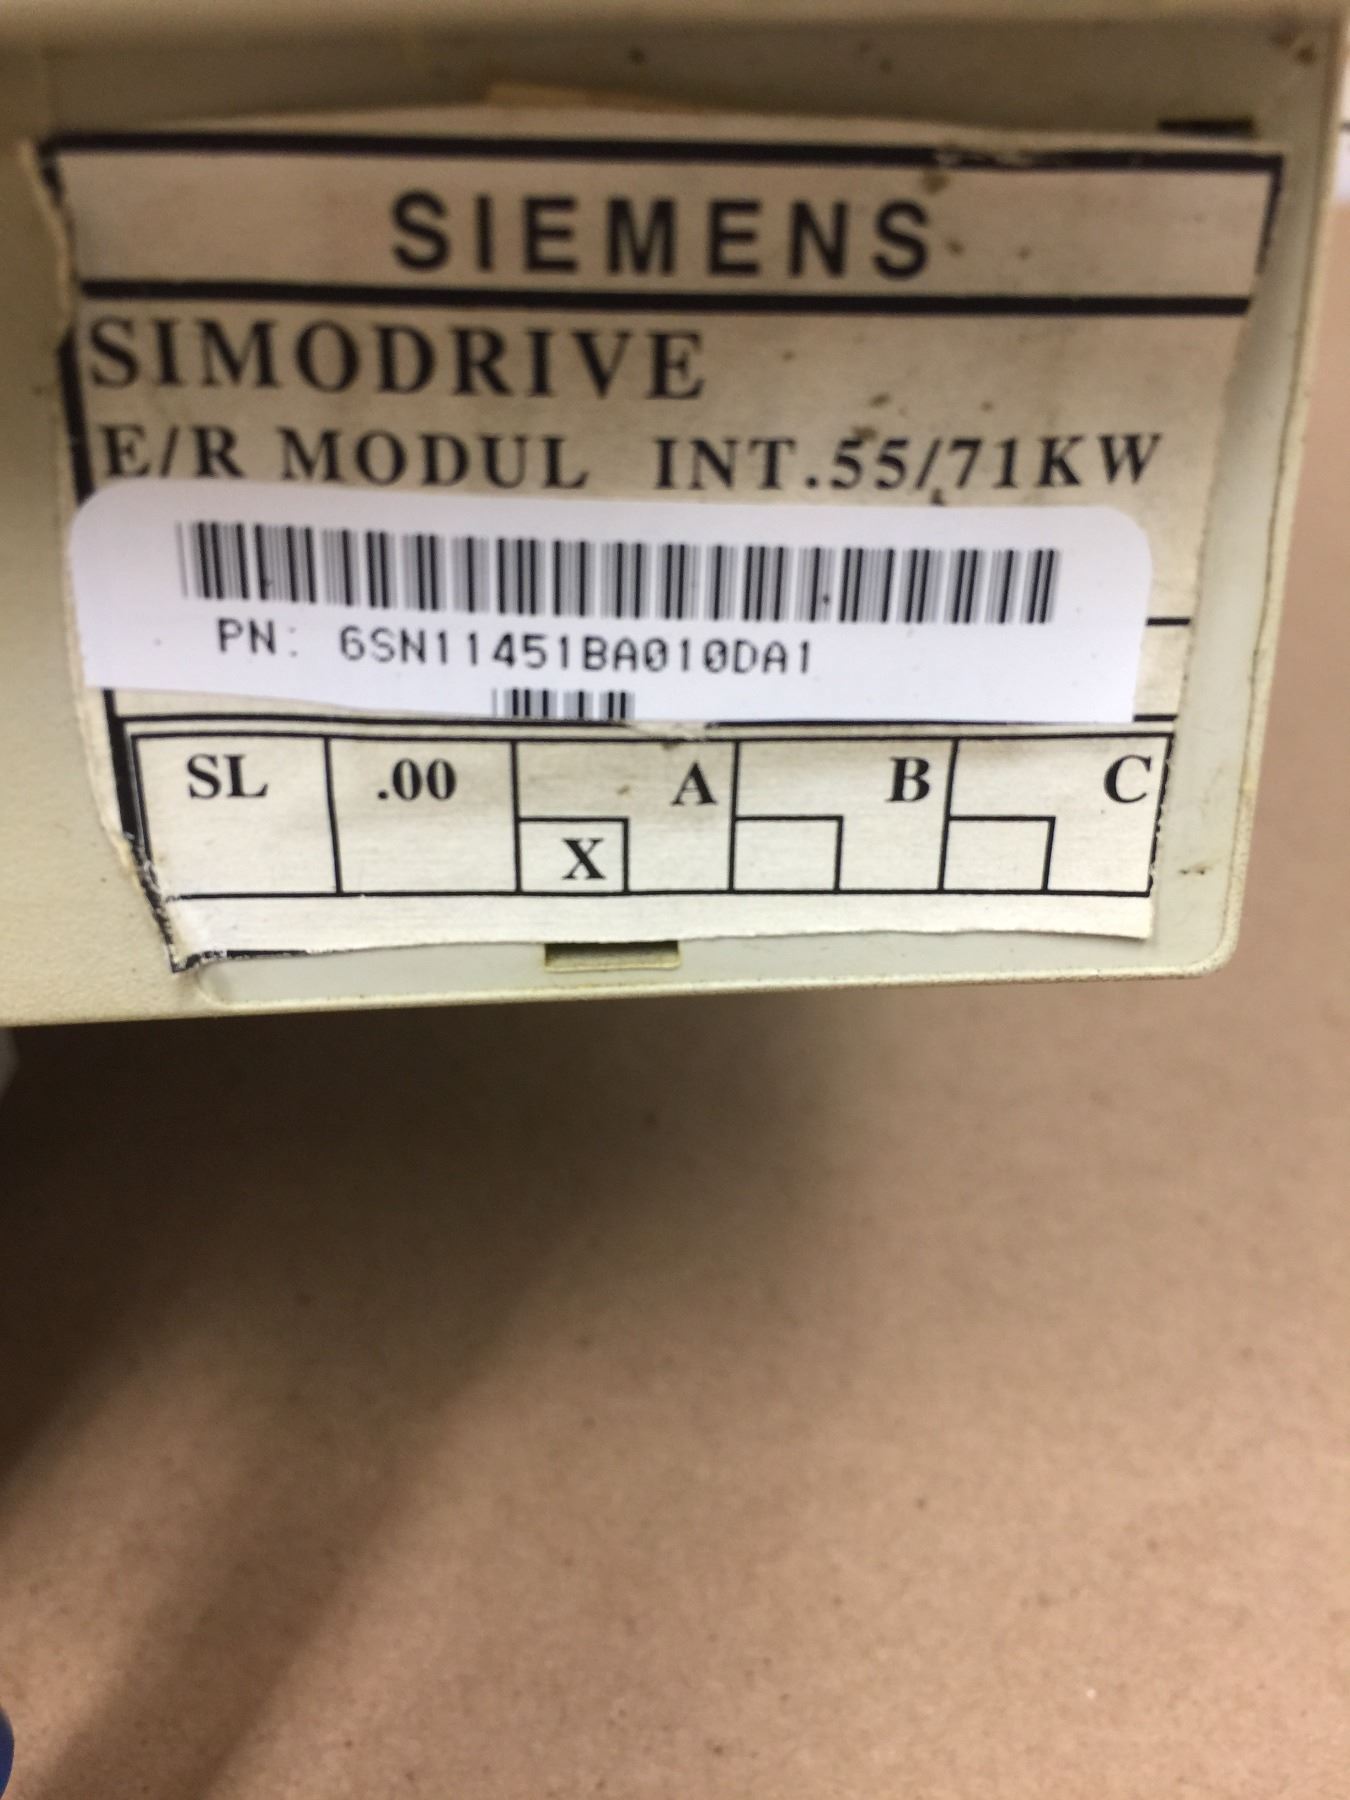 SIEMENS
SIMODRIVE
E/R MODUL INT.55/71KW
PN: 6SN11451BA010DA1
SL .00 A B C
X